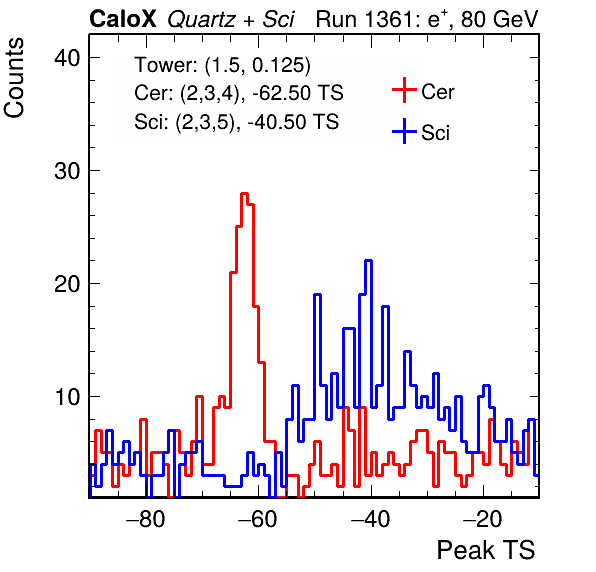 CaloX Quartz + Sci Run 1361: e+, 80 GeV
Counts
Tower: (1.5, 0.125)
Cer: (2,3,4), -62.50 TS
Sci: (2,3,5), -40.50 TS
Cer
Sci
40
30
20
10
−80 −60 −40 −20
Peak TS